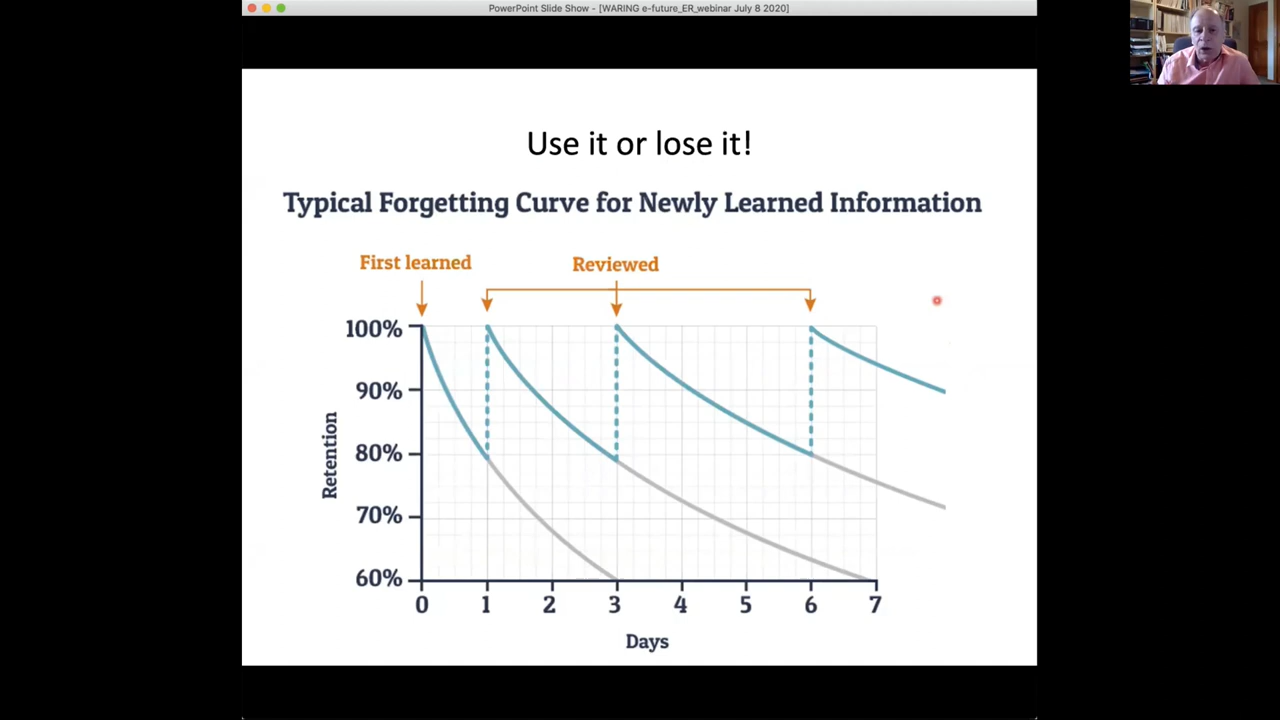 PowerPoint Slide Show - [WARING e-future_ER_webinar July 8 2020]
Use it or lose it!
Typical Forgetting Curve for Newly Learned Information
First learned
Reviewed
100%
90%
80%
70%
60%
Retention
0 1 2 3 4 5 6 7
Days